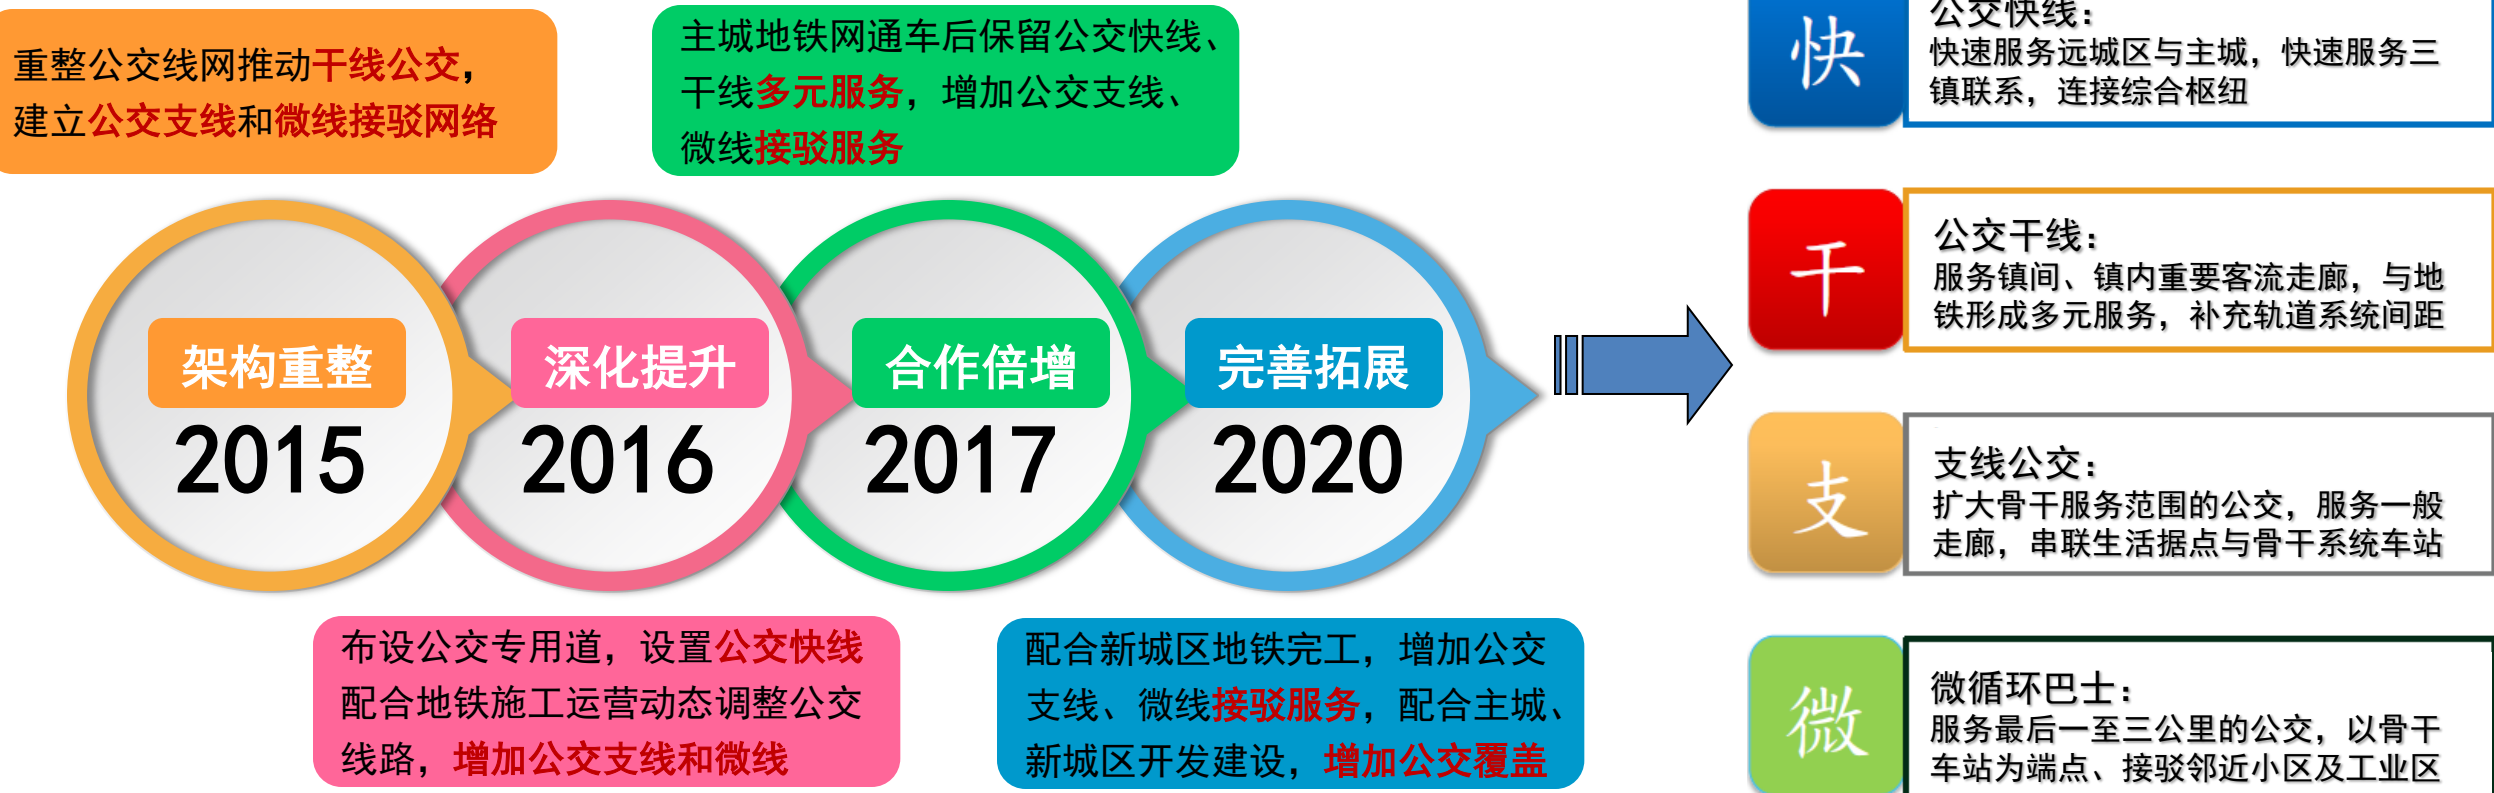 重整公交线网推动干线公交，
建立公交支线和微线接驳网络
主城地铁网通车后保留公交快线、
干线多元服务，增加公交支线、
微线接驳服务
架构重整
2015
深化提升
2016
合作倍增
2017
完善拓展
2020
布设公交专用道，设置公交快线
配合地铁施工运营动态调整公交
线路，增加公交支线和微线
配合新城区地铁完工，增加公交
支线、微线接驳服务，配合主城、
新城区开发建设，增加公交覆盖
快
公交快线：
快速服务远城区与主城，快速服务三
镇联系，连接综合枢纽
干
公交干线：
服务镇间、镇内重要客流走廊，与地
铁形成多元服务，补充轨道系统间距
支
支线公交：
扩大骨干服务范围的公交，服务一般
走廊，串联生活据点与骨干系统车站
微
微循环巴士：
服务最后一至三公里的公交，以骨干
车站为端点、接驳邻近小区及工业区